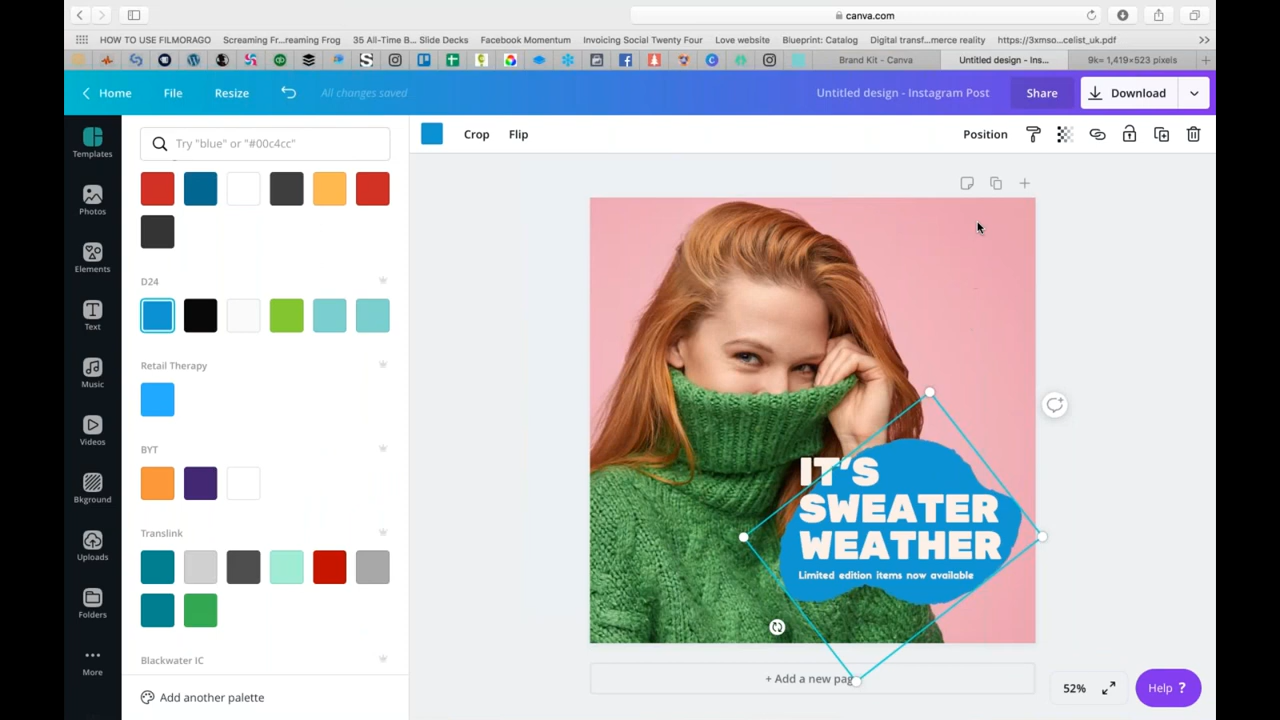 canva.com
HOW TO USE FILMORAGO
Screaming Fr...reaming Frog
35 All-Time B... Slide Decks
Facebook Momentum
Invoicing Social Twenty Four
Love website
Blueprint: Catalog
Digital transf...merce reality
https://3xmso...celist_uk.pdf
Brand Kit - Canva
Untitled design - Ins...
9k= 1,419×523 pixels
Home
File
Resize
All changes saved
Untitled design - Instagram Post
Share
Download
Templates
Photos
Elements
Text
Music
Videos
Bkground
Uploads
Folders
More
Try "blue" or "#00c4cc"
D24
Retail Therapy
BYT
Translink
Blackwater IC
Add another palette
Crop
Flip
Position
IT'S
SWEATER
WEATHER
Limited edition items now available
+ Add a new page
52%
Help ?